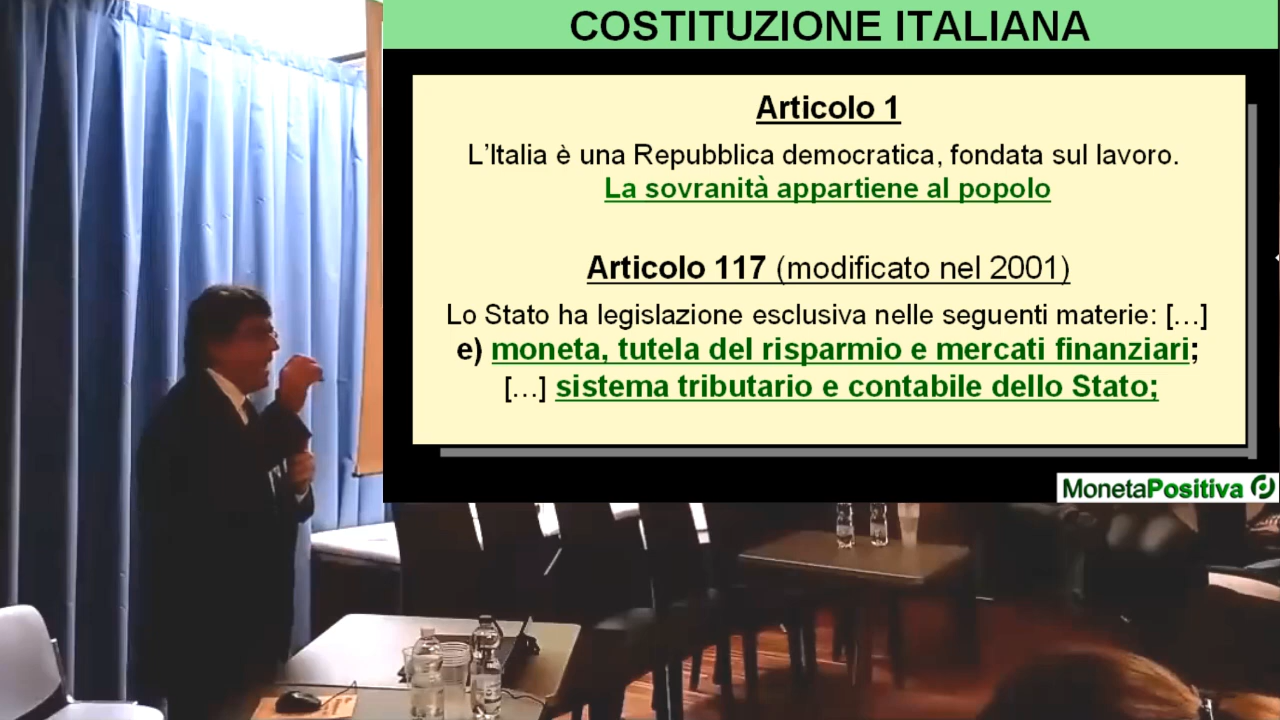 COSTITUZIONE ITALIANA
Articolo 1
L'Italia è una Repubblica democratica, fondata sul lavoro.
La sovranità appartiene al popolo
Articolo 117 (modificato nel 2001)
Lo Stato ha legislazione esclusiva nelle seguenti materie: […]
e) moneta, tutela del risparmio e mercati finanziari;
[…] sistema tributario e contabile dello Stato;
MonetaPositiva